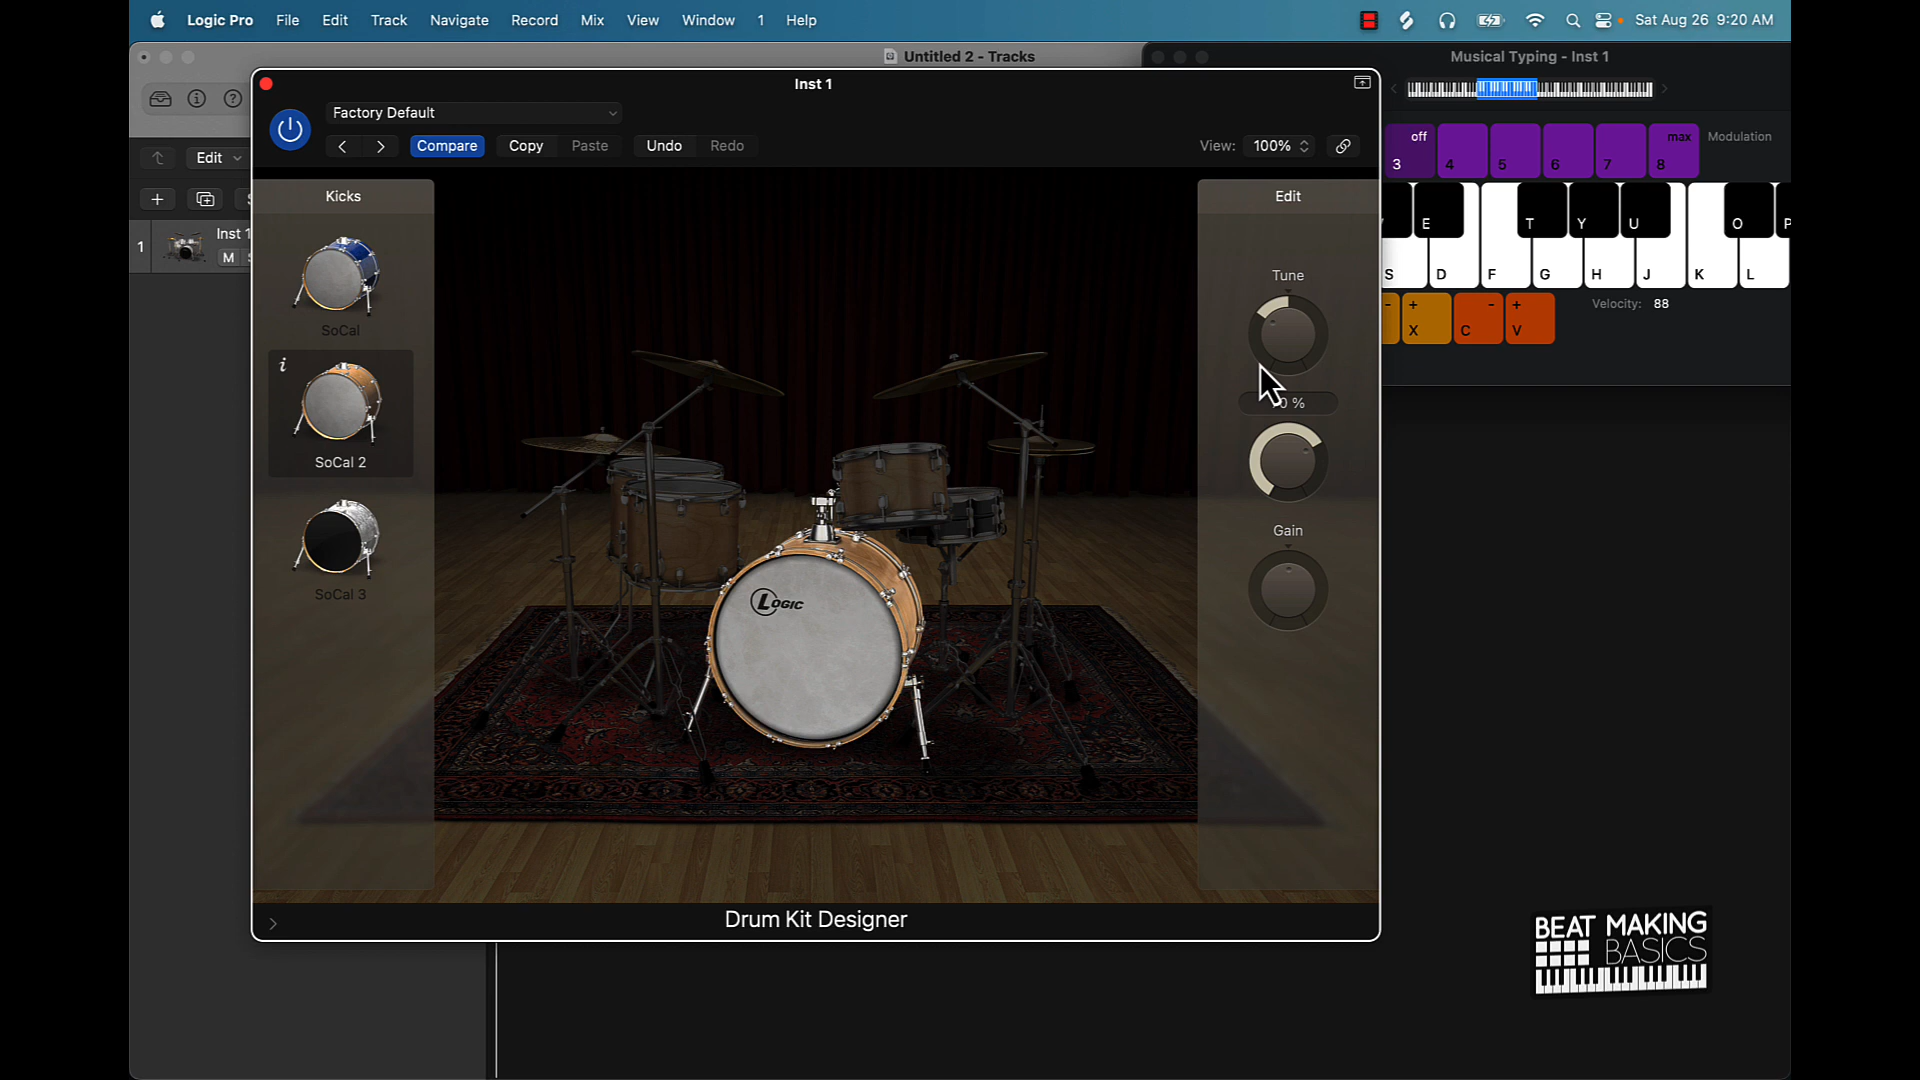 Logic Pro File Edit Track Navigate Record Mix View Window 1 Help
Sat Aug 26 9:20 AM
Untitled 2 - Tracks
Musical Typing - Inst 1
Inst 1
Factory Default
Compare Copy Paste Undo Redo
View: 100%
Edit
1 Inst 1
M
Kicks
SoCal
i
SoCal 2
SoCal 3
LOGIC
Edit
Tune
%
Gain
Drum Kit Designer
off max Modulation
3 4 5 6 7 8
E T Y U O P
S D F G H J K L
- + - +
X C V
Velocity: 88
BEAT MAKING
BASICS